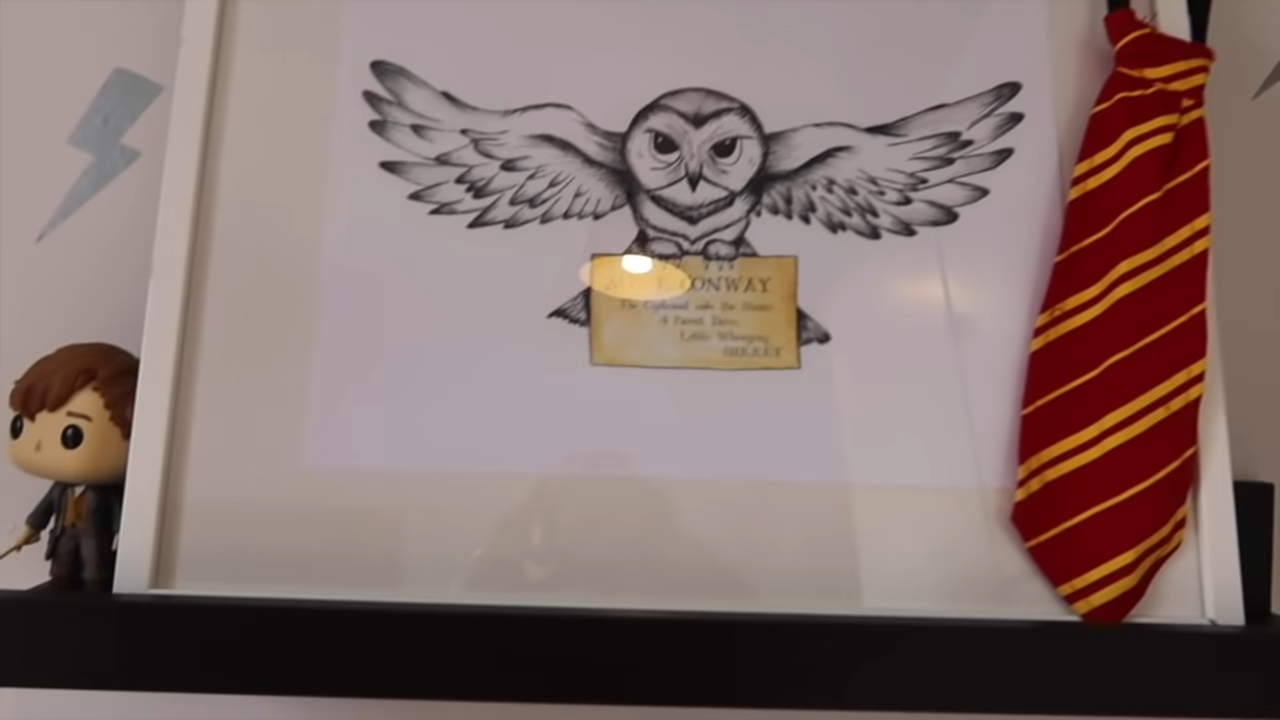 CONWAY
The Cupboard under the Stairs
4 Privet Drive
Little Whinging
SURREY